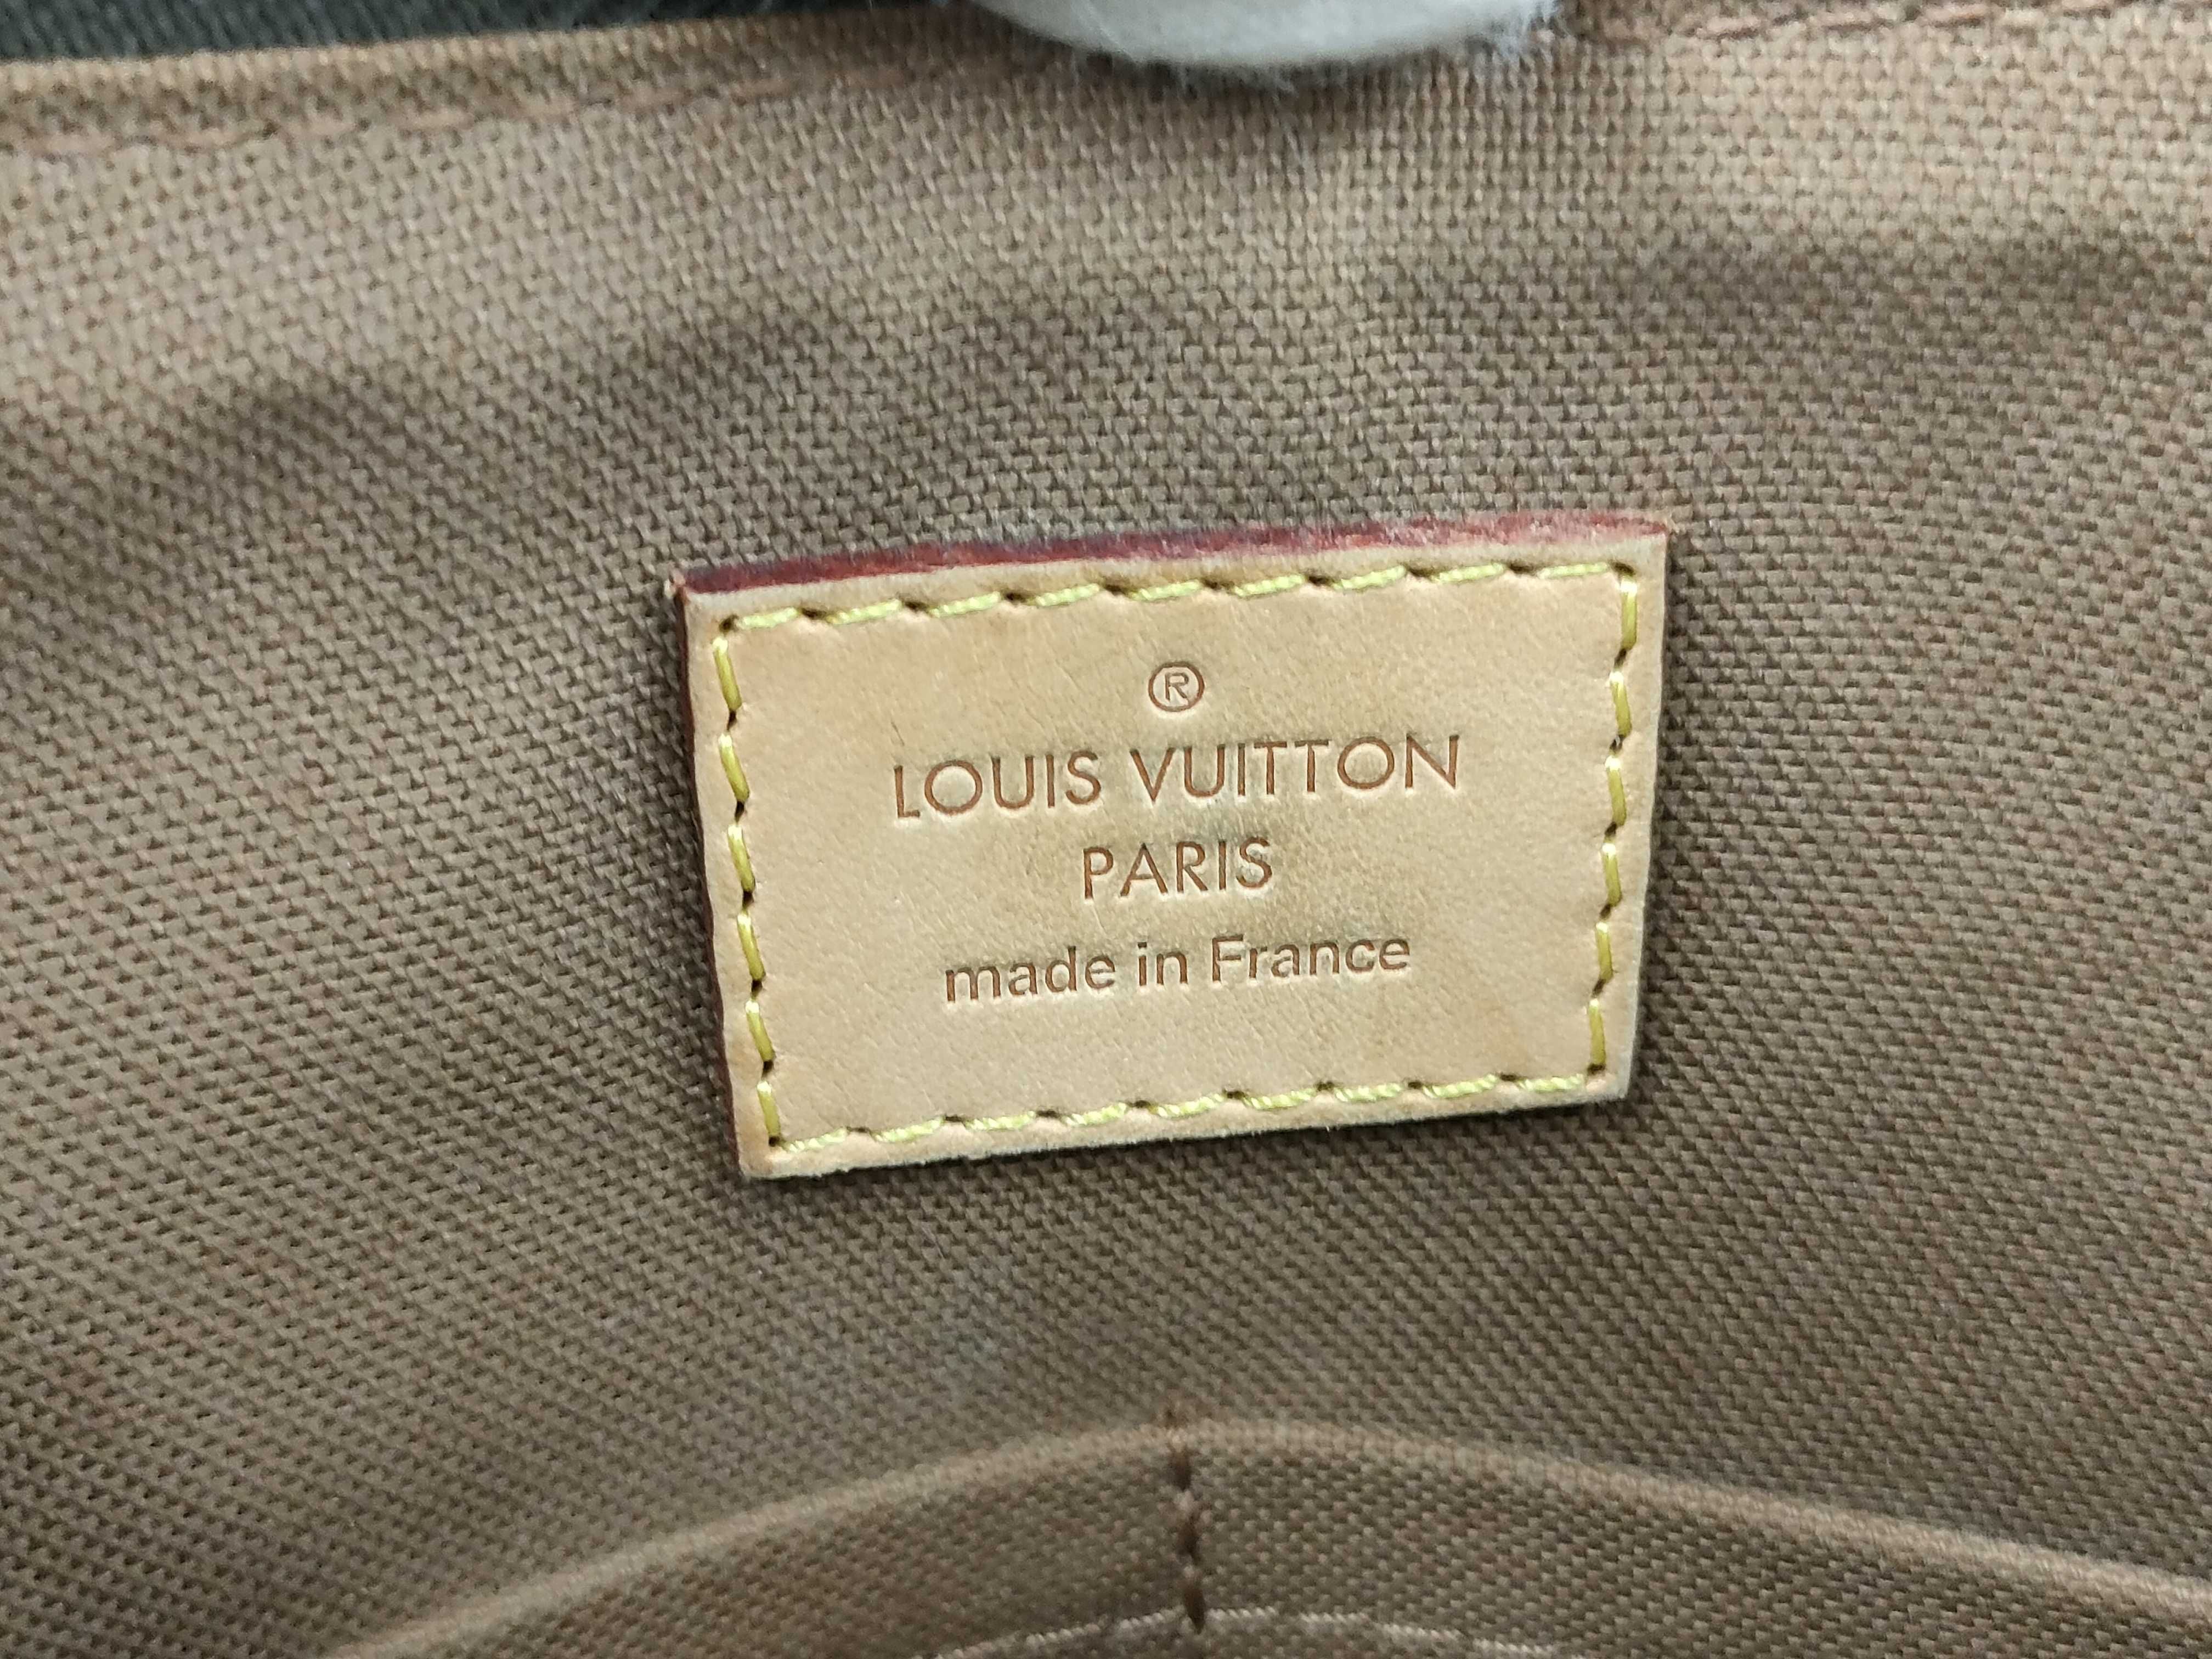 ®
LOUIS VUITTON
PARIS
made in France